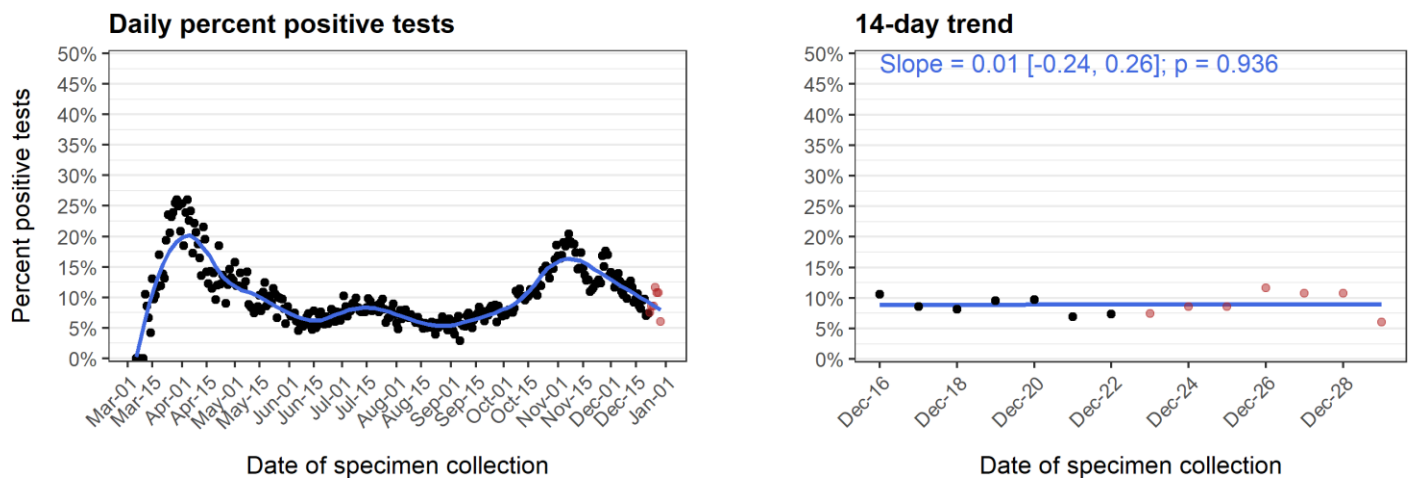 Daily percent positive tests
Percent positive tests
50%
45%
40%
35%
30%
25%
20%
15%
10%
5%
0%
Mar-01
Mar-15
Apr-01
Apr-15
May-01
May-15
Jun-01
Jun-15
Jul-01
Jul-15
Aug-01
Aug-15
Sep-01
Sep-15
Oct-01
Oct-15
Nov-01
Nov-15
Dec-01
Dec-15
Jan-01
Date of specimen collection
14-day trend
Slope = 0.01 [-0.24, 0.26]; p = 0.936
50%
45%
40%
35%
30%
25%
20%
15%
10%
5%
0%
Dec-16
Dec-18
Dec-20
Dec-22
Dec-24
Dec-26
Dec-28
Date of specimen collection